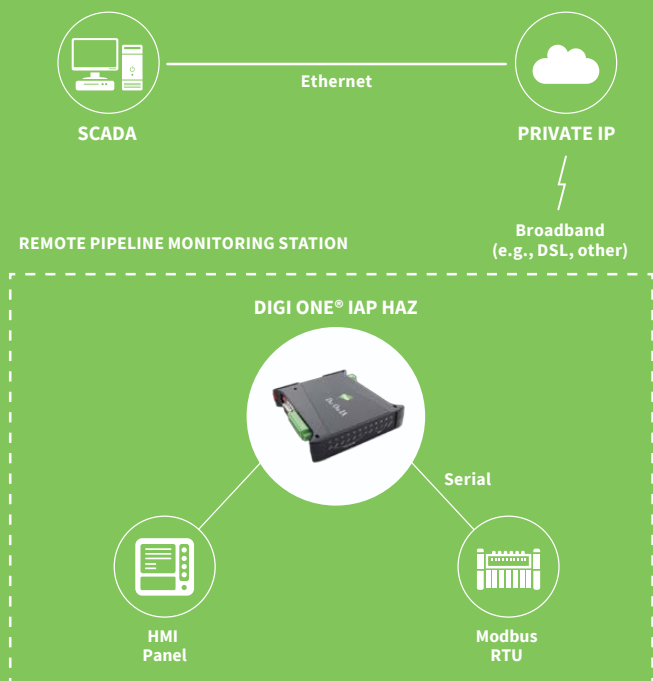 Ethernet
SCADA
PRIVATE IP
Broadband
(e.g., DSL, other)
REMOTE PIPELINE MONITORING STATION
DIGI ONE® IAP HAZ
Serial
HMI
Panel
Modbus
RTU